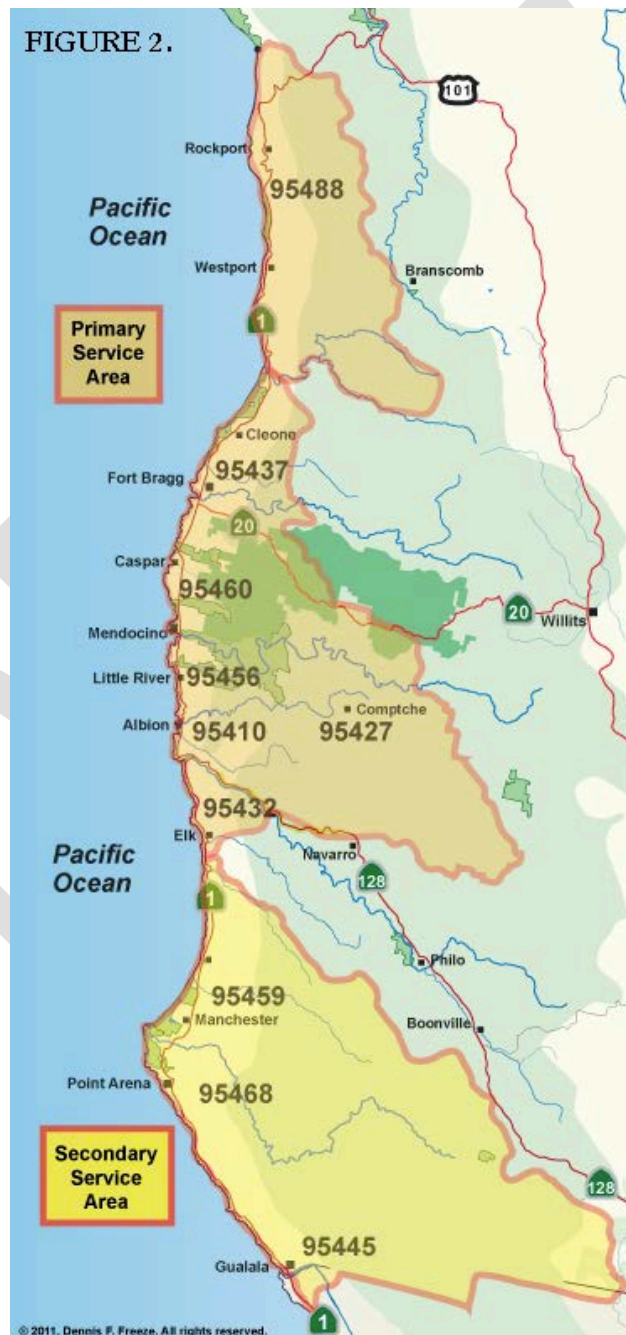 FIGURE 2.
101
Rockport
95488
Pacific
Ocean
Westport
Branscomb
1
Primary
Service
Area
Cleone
95437
Fort Bragg
20
Caspar
95460
20
Willits
Mendocino
Little River
95456
Comptche
Albion
95410
95427
95432
Elk
Navarro
Pacific
Ocean
128
1
Philo
95459
Manchester
Boonville
Point Arena
95468
Secondary
Service
Area
128
95445
Gualala
1
© 2011, Dennis F. Freeze. All rights reserved.